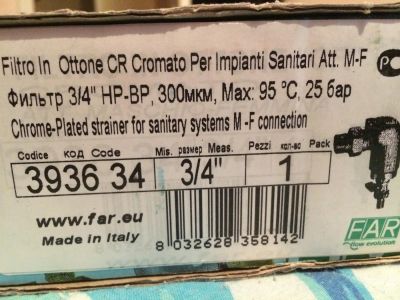 Filtro In Ottone CR Cromato Per Impianti Sanitari Att. M-F
Фильтр 3/4" НР-ВР, 300мкм, Max: 95 °C, 25 бар
Chrome-Plated strainer for sanitary systems M -F connection
Codice код Code Mis. размер Meas. Pezzi кол-во Pack
3936 34 3/4" 1
www.far.eu
Made in Italy
8 032628 358142
FAR
flow evolution